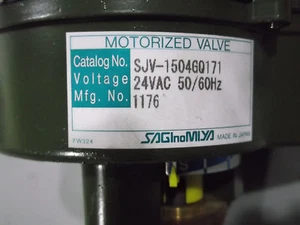 MOTORIZED VALVE
Catalog No. SJV-1504GQ171
Voltage 24VAC 50/60Hz
Mfg. No. 1176
SAGInoMIYA MADE IN JAPAN